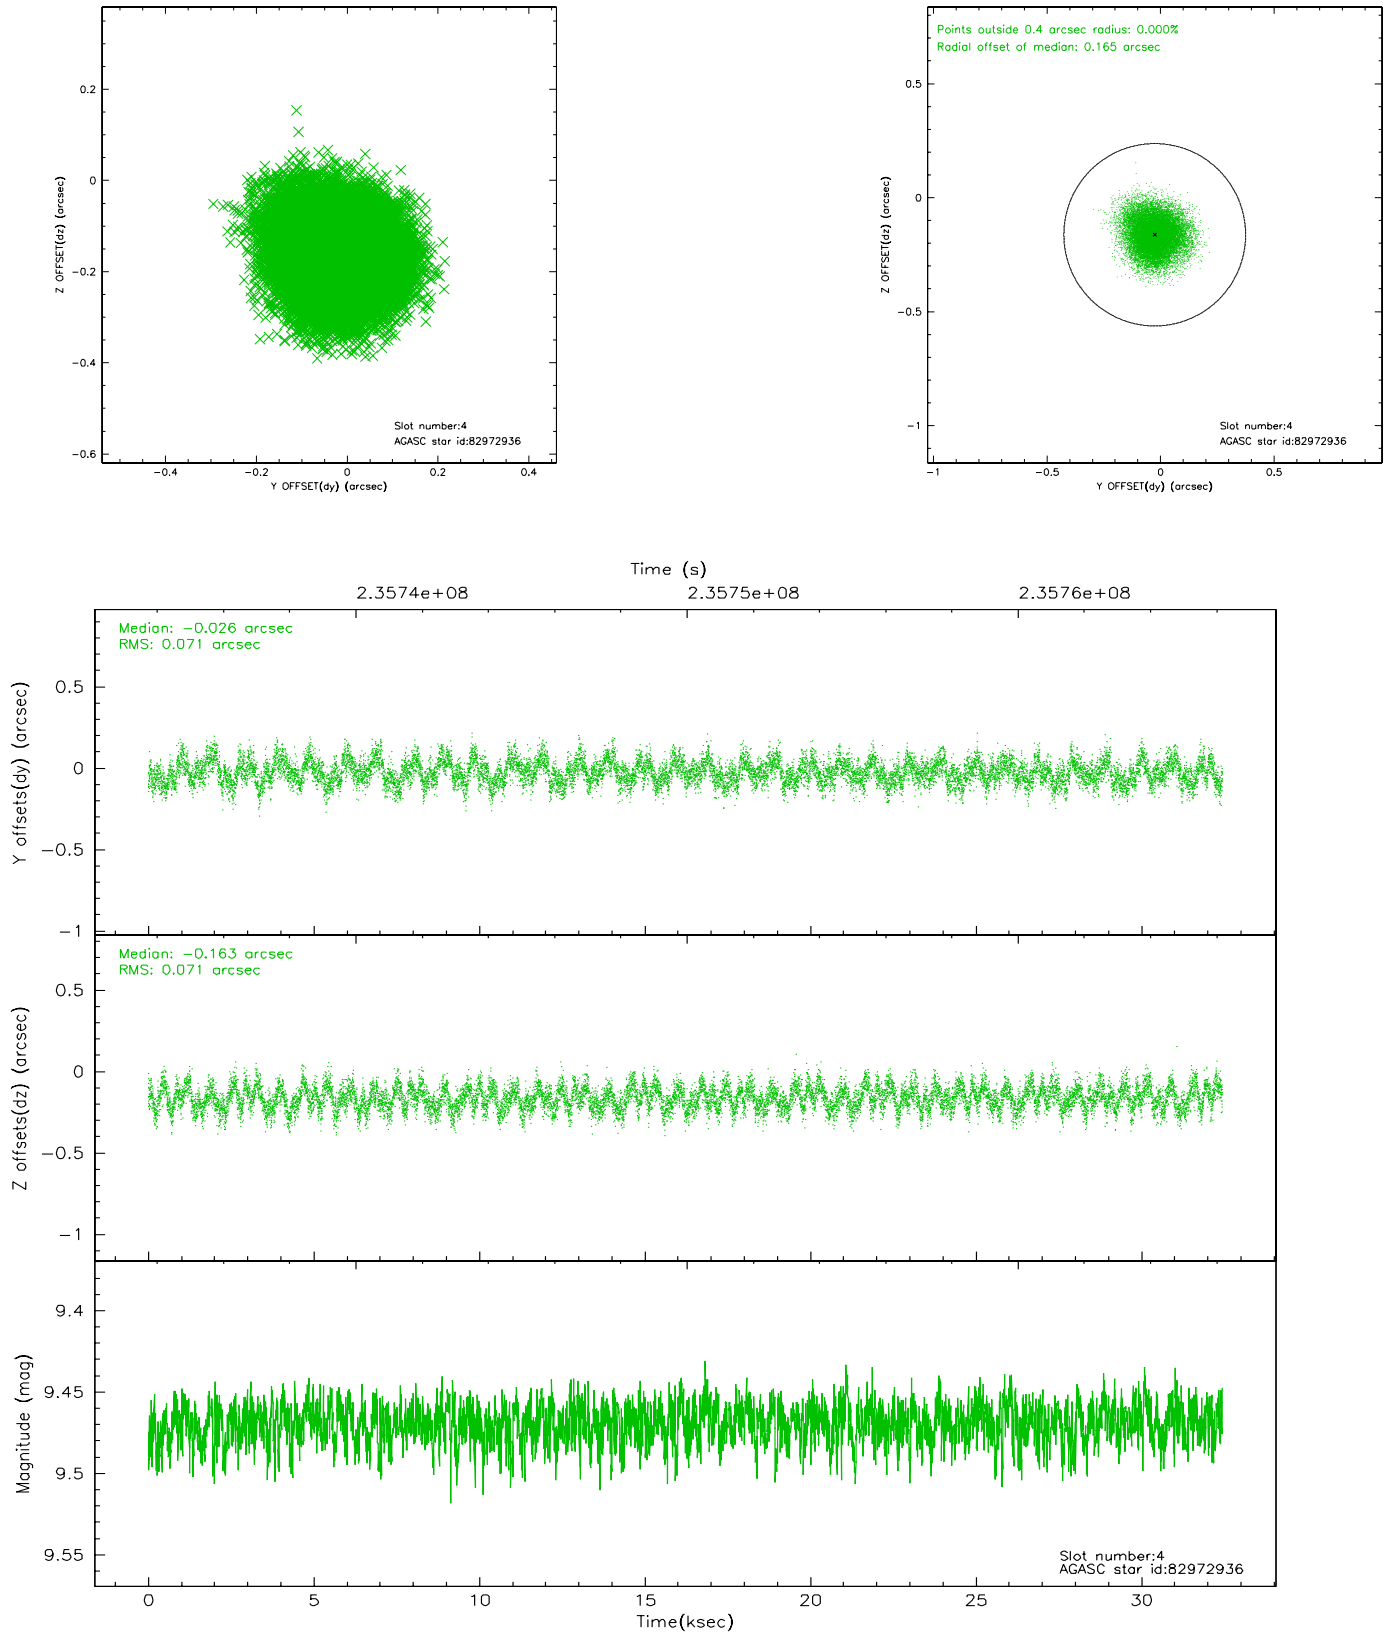 0.2
0
−0.2
−0.4
−0.6
Z OFFSET(dz) (arcsec)
−0.4 −0.2 0 0.2 0.4
Y OFFSET(dy) (arcsec)
Slot number:4
AGASC star id:82972936
Points outside 0.4 arcsec radius: 0.000%
Radial offset of median: 0.165 arcsec
0.5
0
−0.5
−1
Z OFFSET(dz) (arcsec)
−1 −0.5 0 0.5
Y OFFSET(dy) (arcsec)
Slot number:4
AGASC star id:82972936
Time (s)
2.3574e+08 2.3575e+08 2.3576e+08
Median: −0.026 arcsec
RMS: 0.071 arcsec
0.5
0
−0.5
−1
Y offsets(dy) (arcsec)
Median: −0.163 arcsec
RMS: 0.071 arcsec
0.5
0
−0.5
−1
Z offsets(dz) (arcsec)
9.4
9.45
9.5
9.55
Magnitude (mag)
Slot number:4
AGASC star id:82972936
0 5 10 15 20 25 30
Time(ksec)